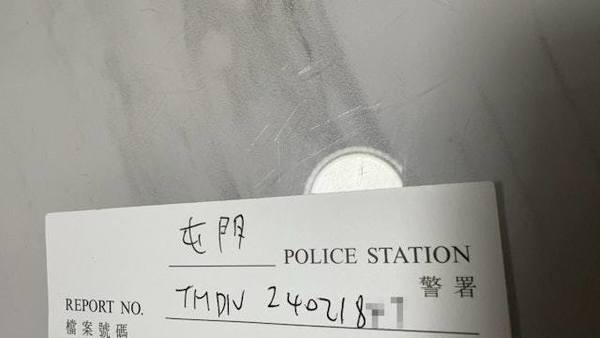 屯門 POLICE STATION
警署
REPORT NO. TMDIV 240218
檔案號碼